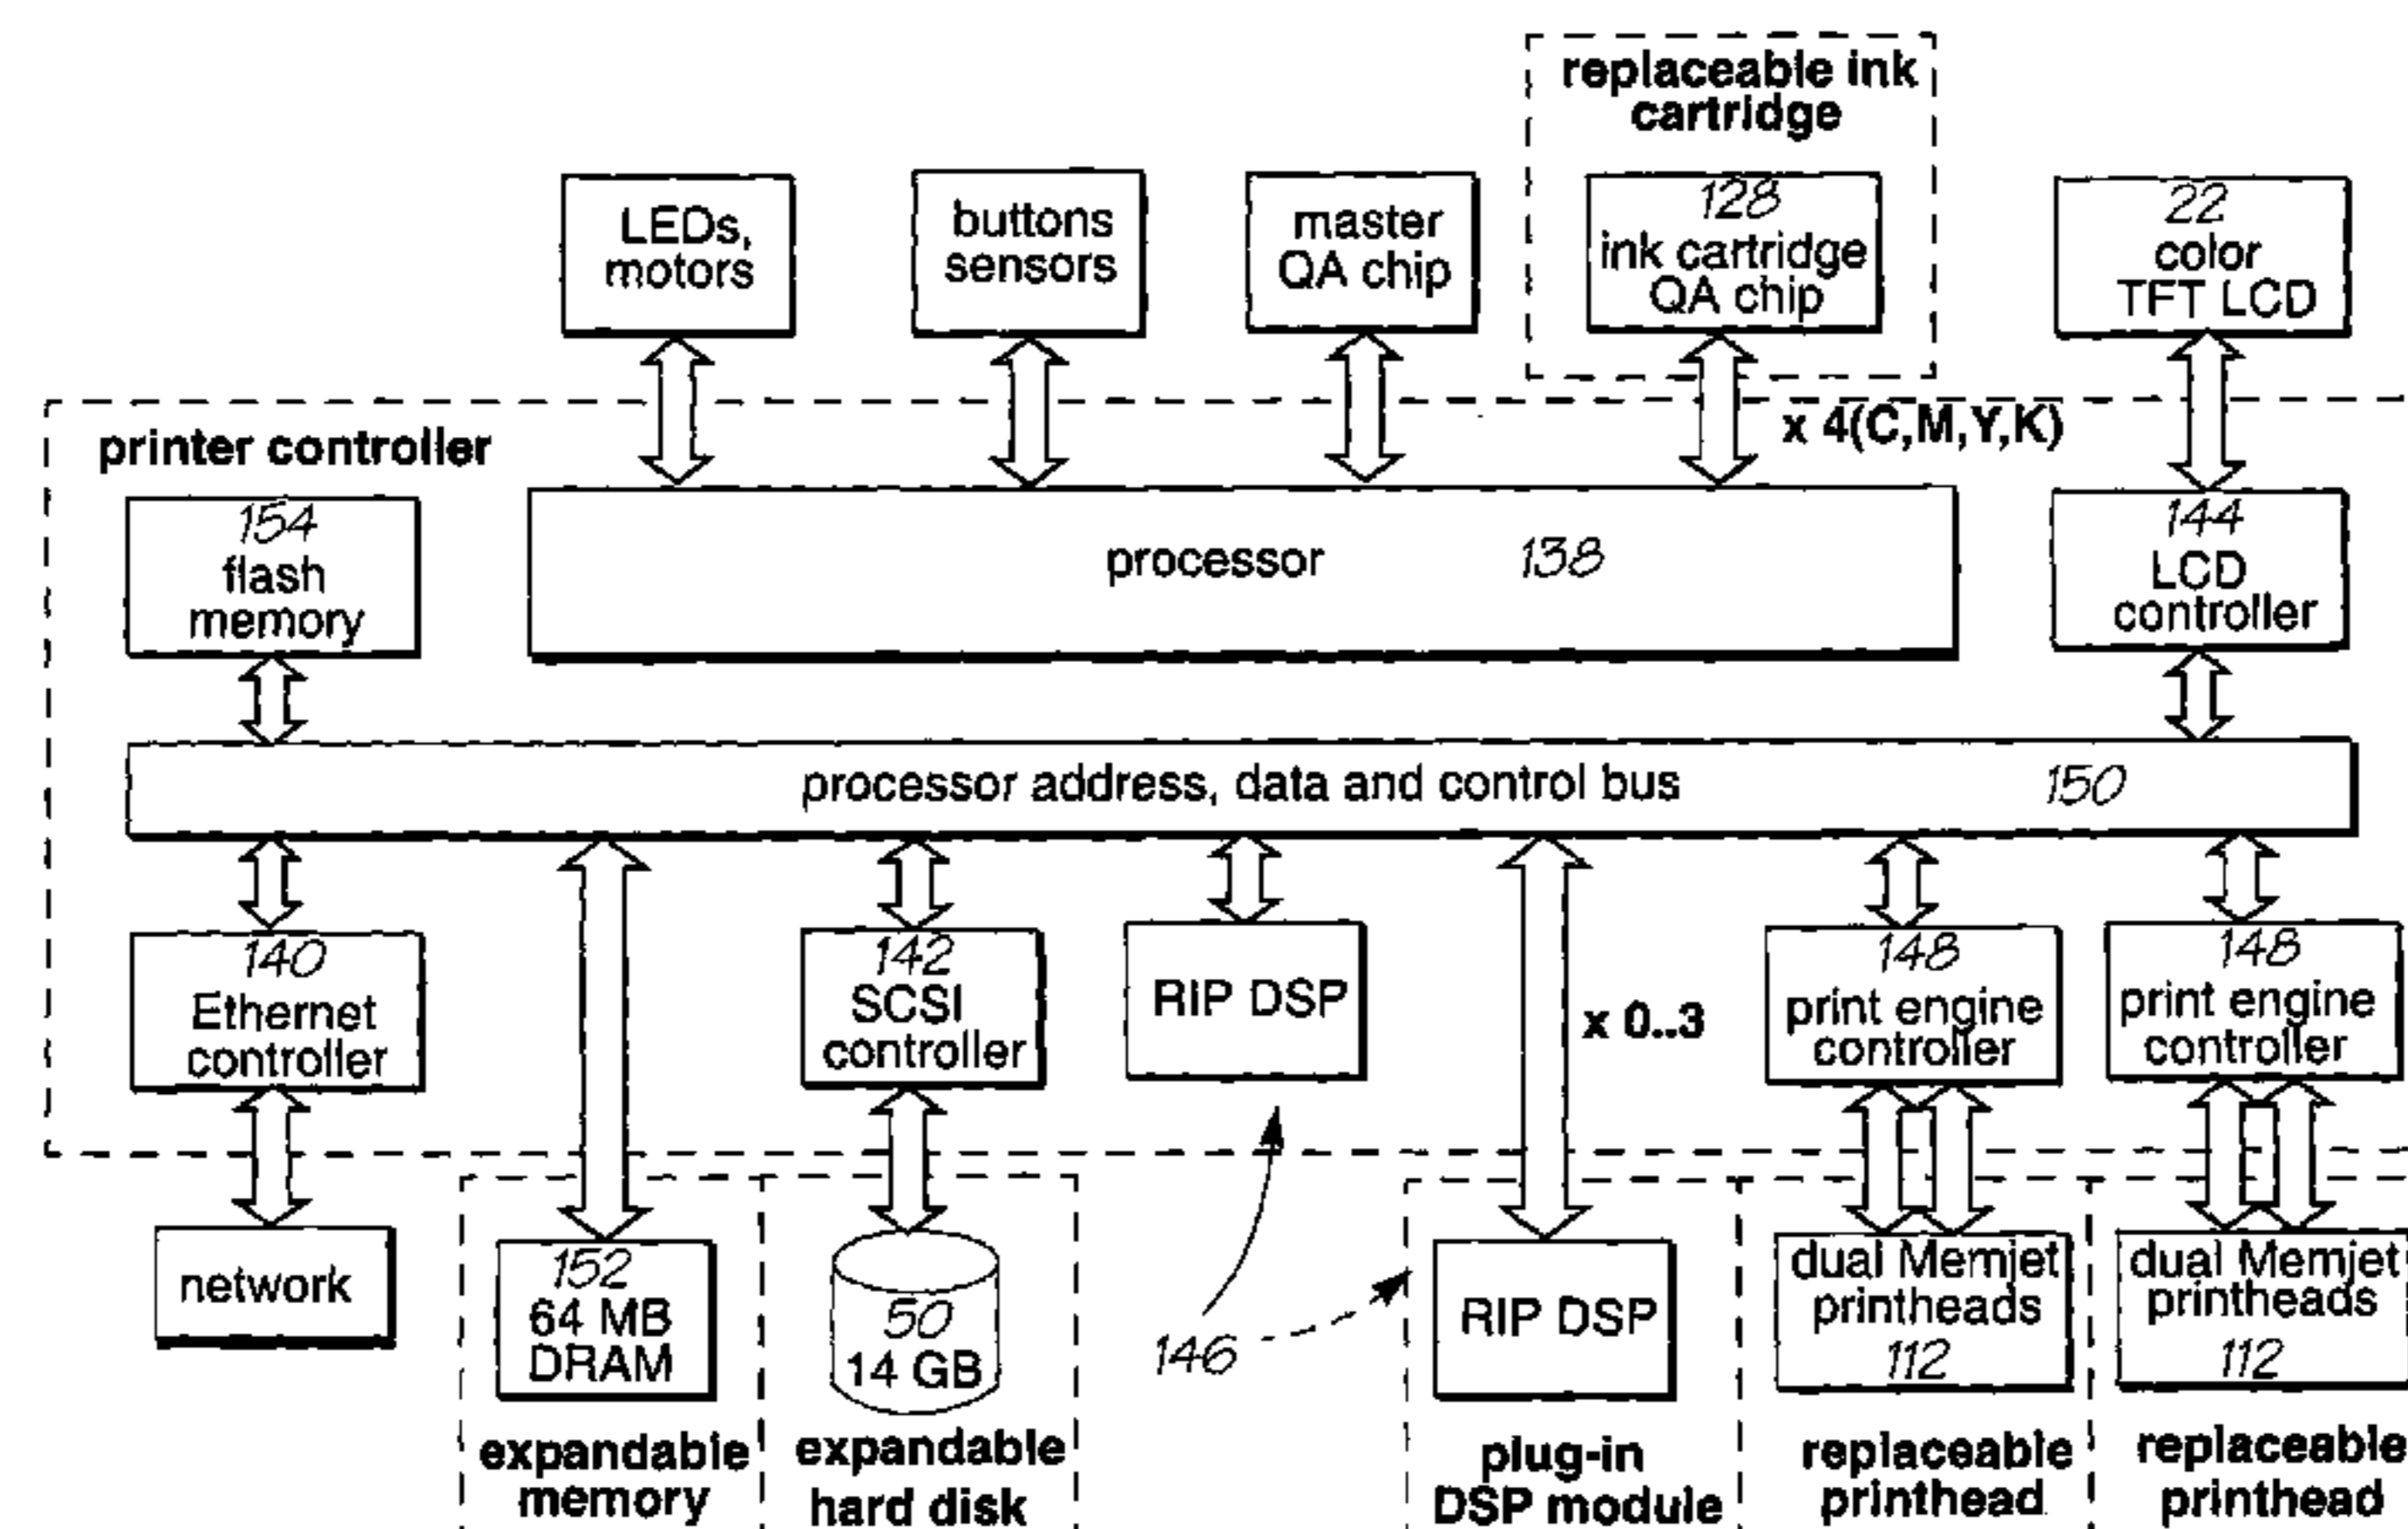 replaceable ink
cartridge
LEDs,
motors
buttons
sensors
master
QA chip
128
ink cartridge
QA chip
22
color
TFT LCD
x 4(C,M,Y,K)
printer controller
154
flash
memory
processor 138
144
LCD
controller
processor address, data and control bus 150
140
Ethernet
controller
142
SCSI
controller
RIP DSP
x 0..3
148
print engine
controller
148
print engine
controller
network
152
64 MB
DRAM
50
14 GB
146
RIP DSP
dual Memjet
printheads
112
dual Memjet
printheads
112
expandable
memory
expandable
hard disk
plug-in
DSP module
replaceable
printhead
replaceable
printhead